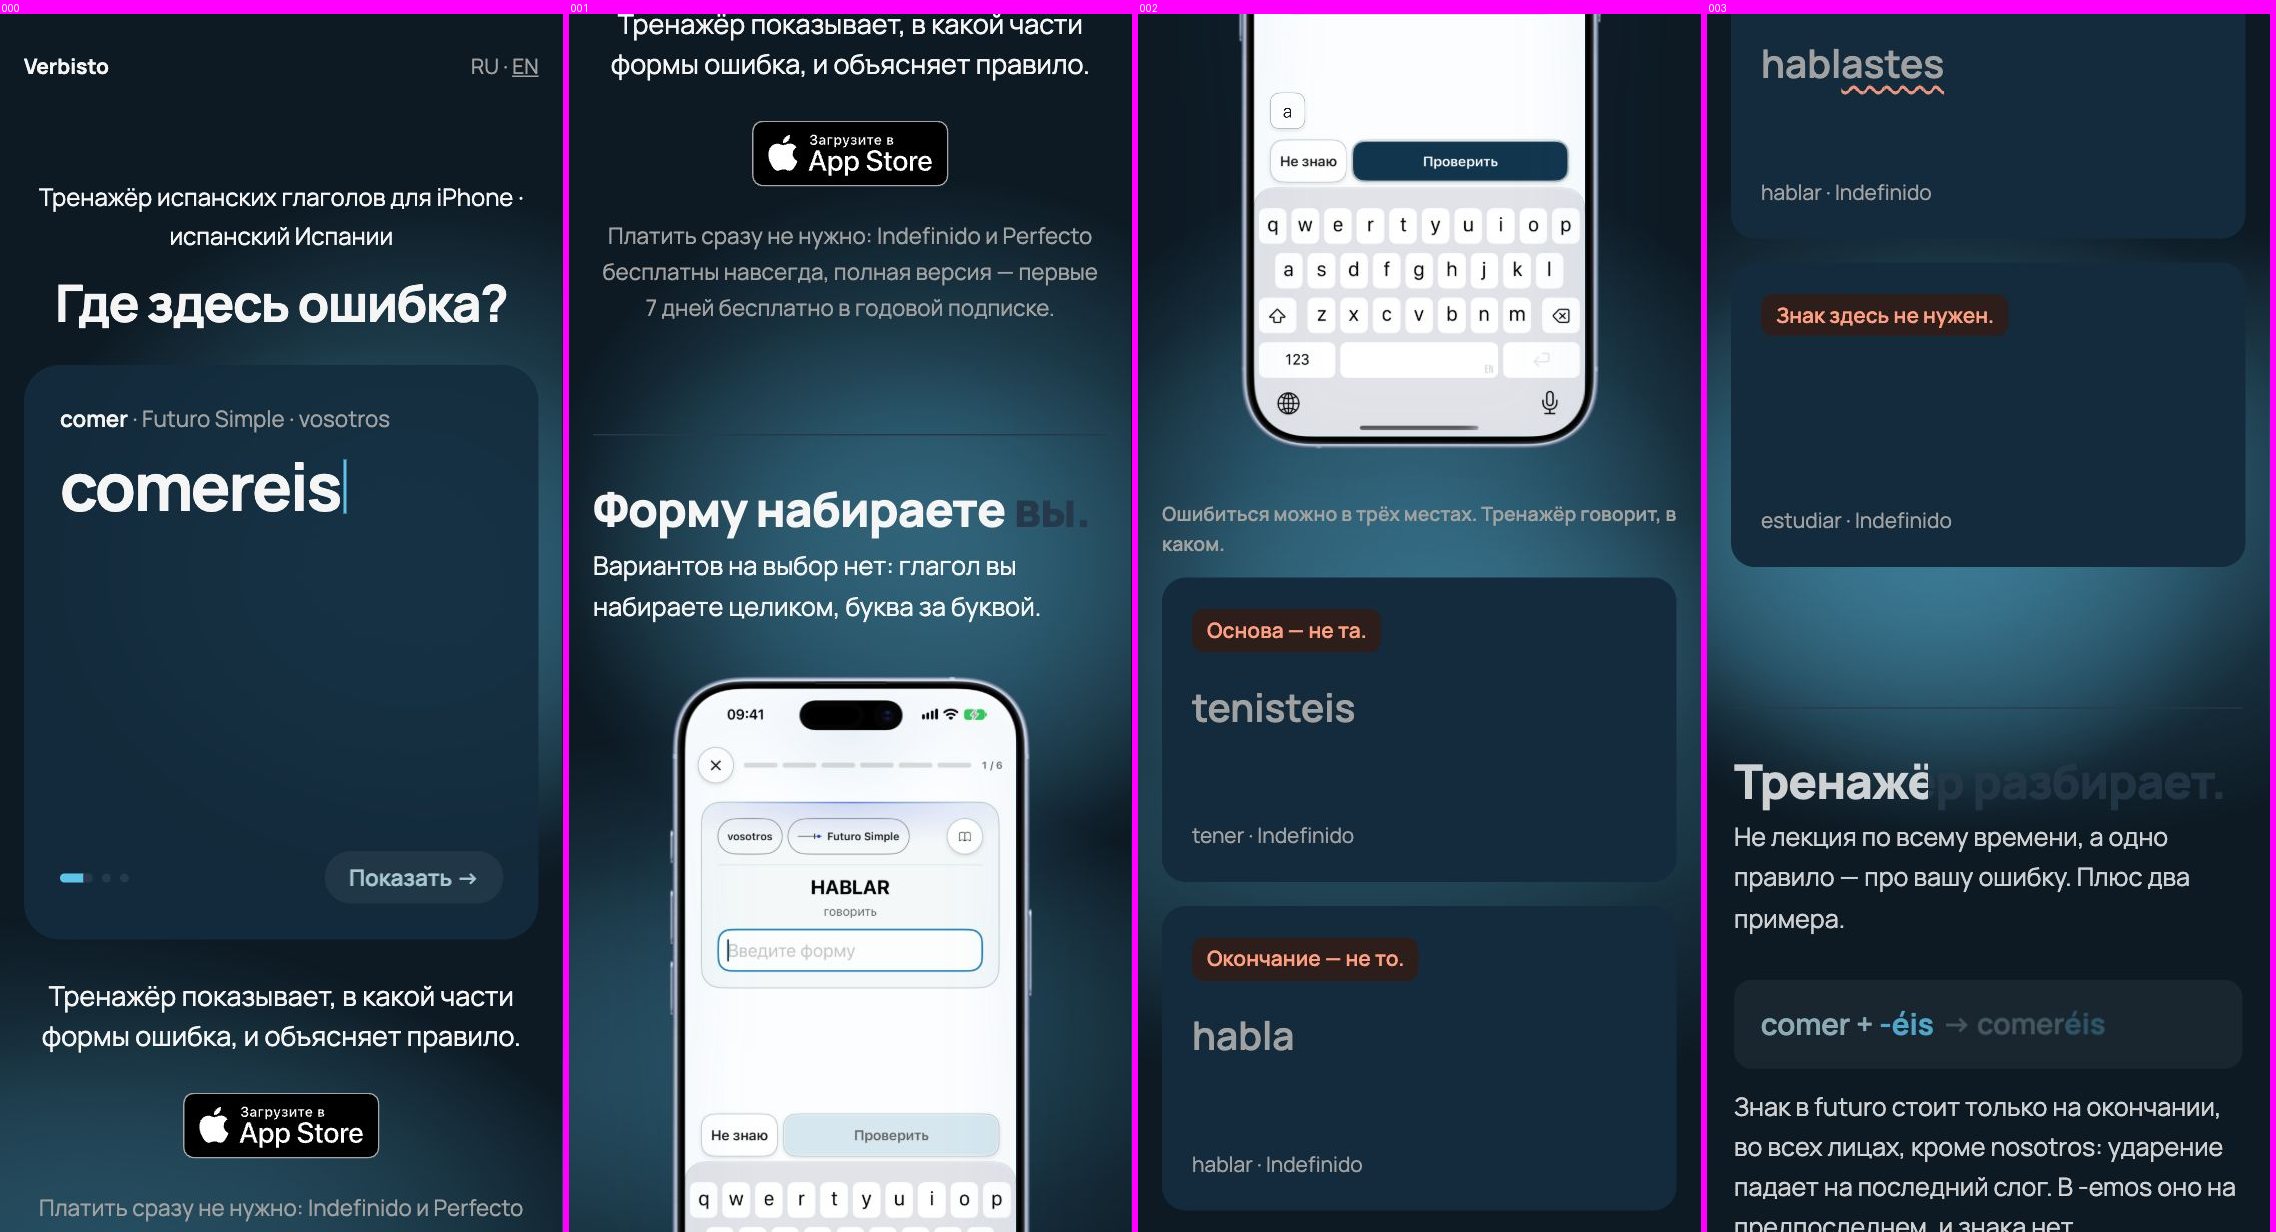 000
Verbisto
RU · EN
Тренажёр испанских глаголов для iPhone ·
испанский Испании
Где здесь ошибка?
comer · Futuro Simple · vosotros
comereis
Показать →
Тренажёр показывает, в какой части
формы ошибка, и объясняет правило.
Загрузите в
App Store
Платить сразу не нужно: Indefinido и Perfecto
001
Тренажёр показывает, в какой части
формы ошибка, и объясняет правило.
Загрузите в
App Store
Платить сразу не нужно: Indefinido и Perfecto
бесплатны навсегда, полная версия — первые
7 дней бесплатно в годовой подписке.
Форму набираете вы.
Вариантов на выбор нет: глагол вы
набираете целиком, буква за буквой.
09:41
1 / 6
vosotros
Futuro Simple
HABLAR
говорить
Введите форму
Не знаю
Проверить
q w e r t y u i o p
002
a
Не знаю
Проверить
q w e r t y u i o p
a s d f g h j k l
z x c v b n m
123
EN
Ошибиться можно в трёх местах. Тренажёр говорит, в
каком.
Основа — не та.
tenisteis
tener · Indefinido
Окончание — не то.
habla
hablar · Indefinido
003
hablastes
hablar · Indefinido
Знак здесь не нужен.
estudiar · Indefinido
Тренажёр разбирает.
Не лекция по всему времени, а одно
правило — про вашу ошибку. Плюс два
примера.
comer + -éis → comeréis
Знак в futuro стоит только на окончании,
во всех лицах, кроме nosotros: ударение
падает на последний слог. В -emos оно на
предпоследнем, и знака нет.